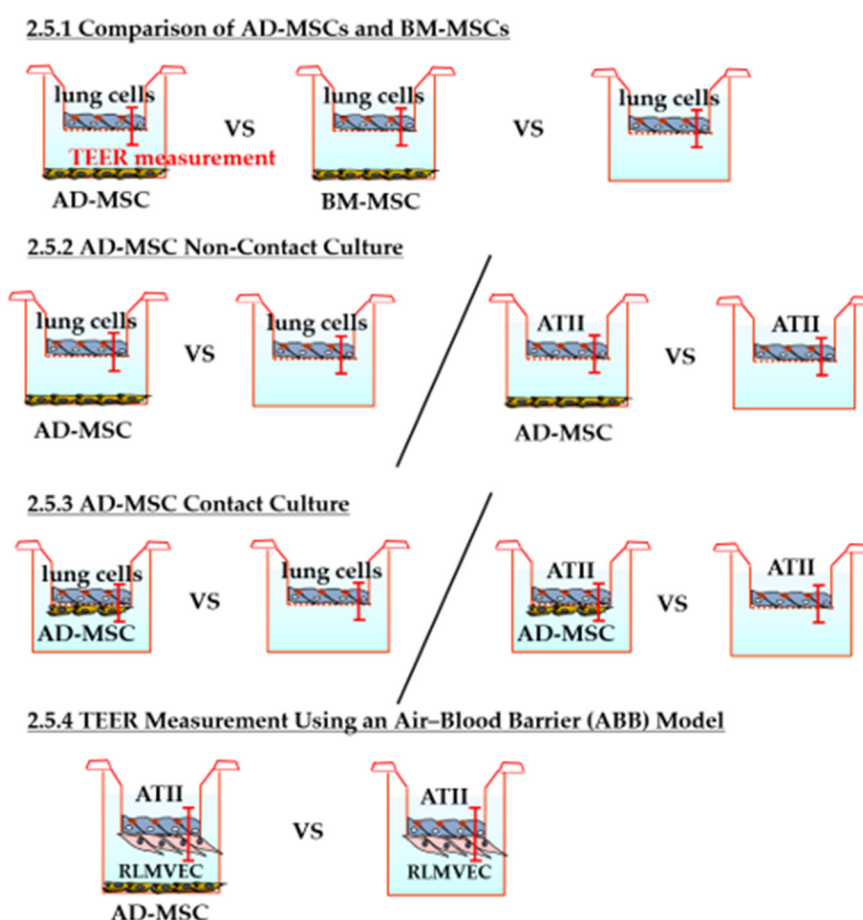 2.5.1 Comparison of AD-MSCs and BM-MSCs
lung cells VS lung cells VS lung cells
TEER measurement
AD-MSC BM-MSC
2.5.2 AD-MSC Non-Contact Culture
lung cells VS lung cells ATII VS ATII
AD-MSC AD-MSC
2.5.3 AD-MSC Contact Culture
lung cells VS lung cells ATII VS ATII
AD-MSC AD-MSC
2.5.4 TEER Measurement Using an Air–Blood Barrier (ABB) Model
ATII VS ATII
RLMVEC RLMVEC
AD-MSC